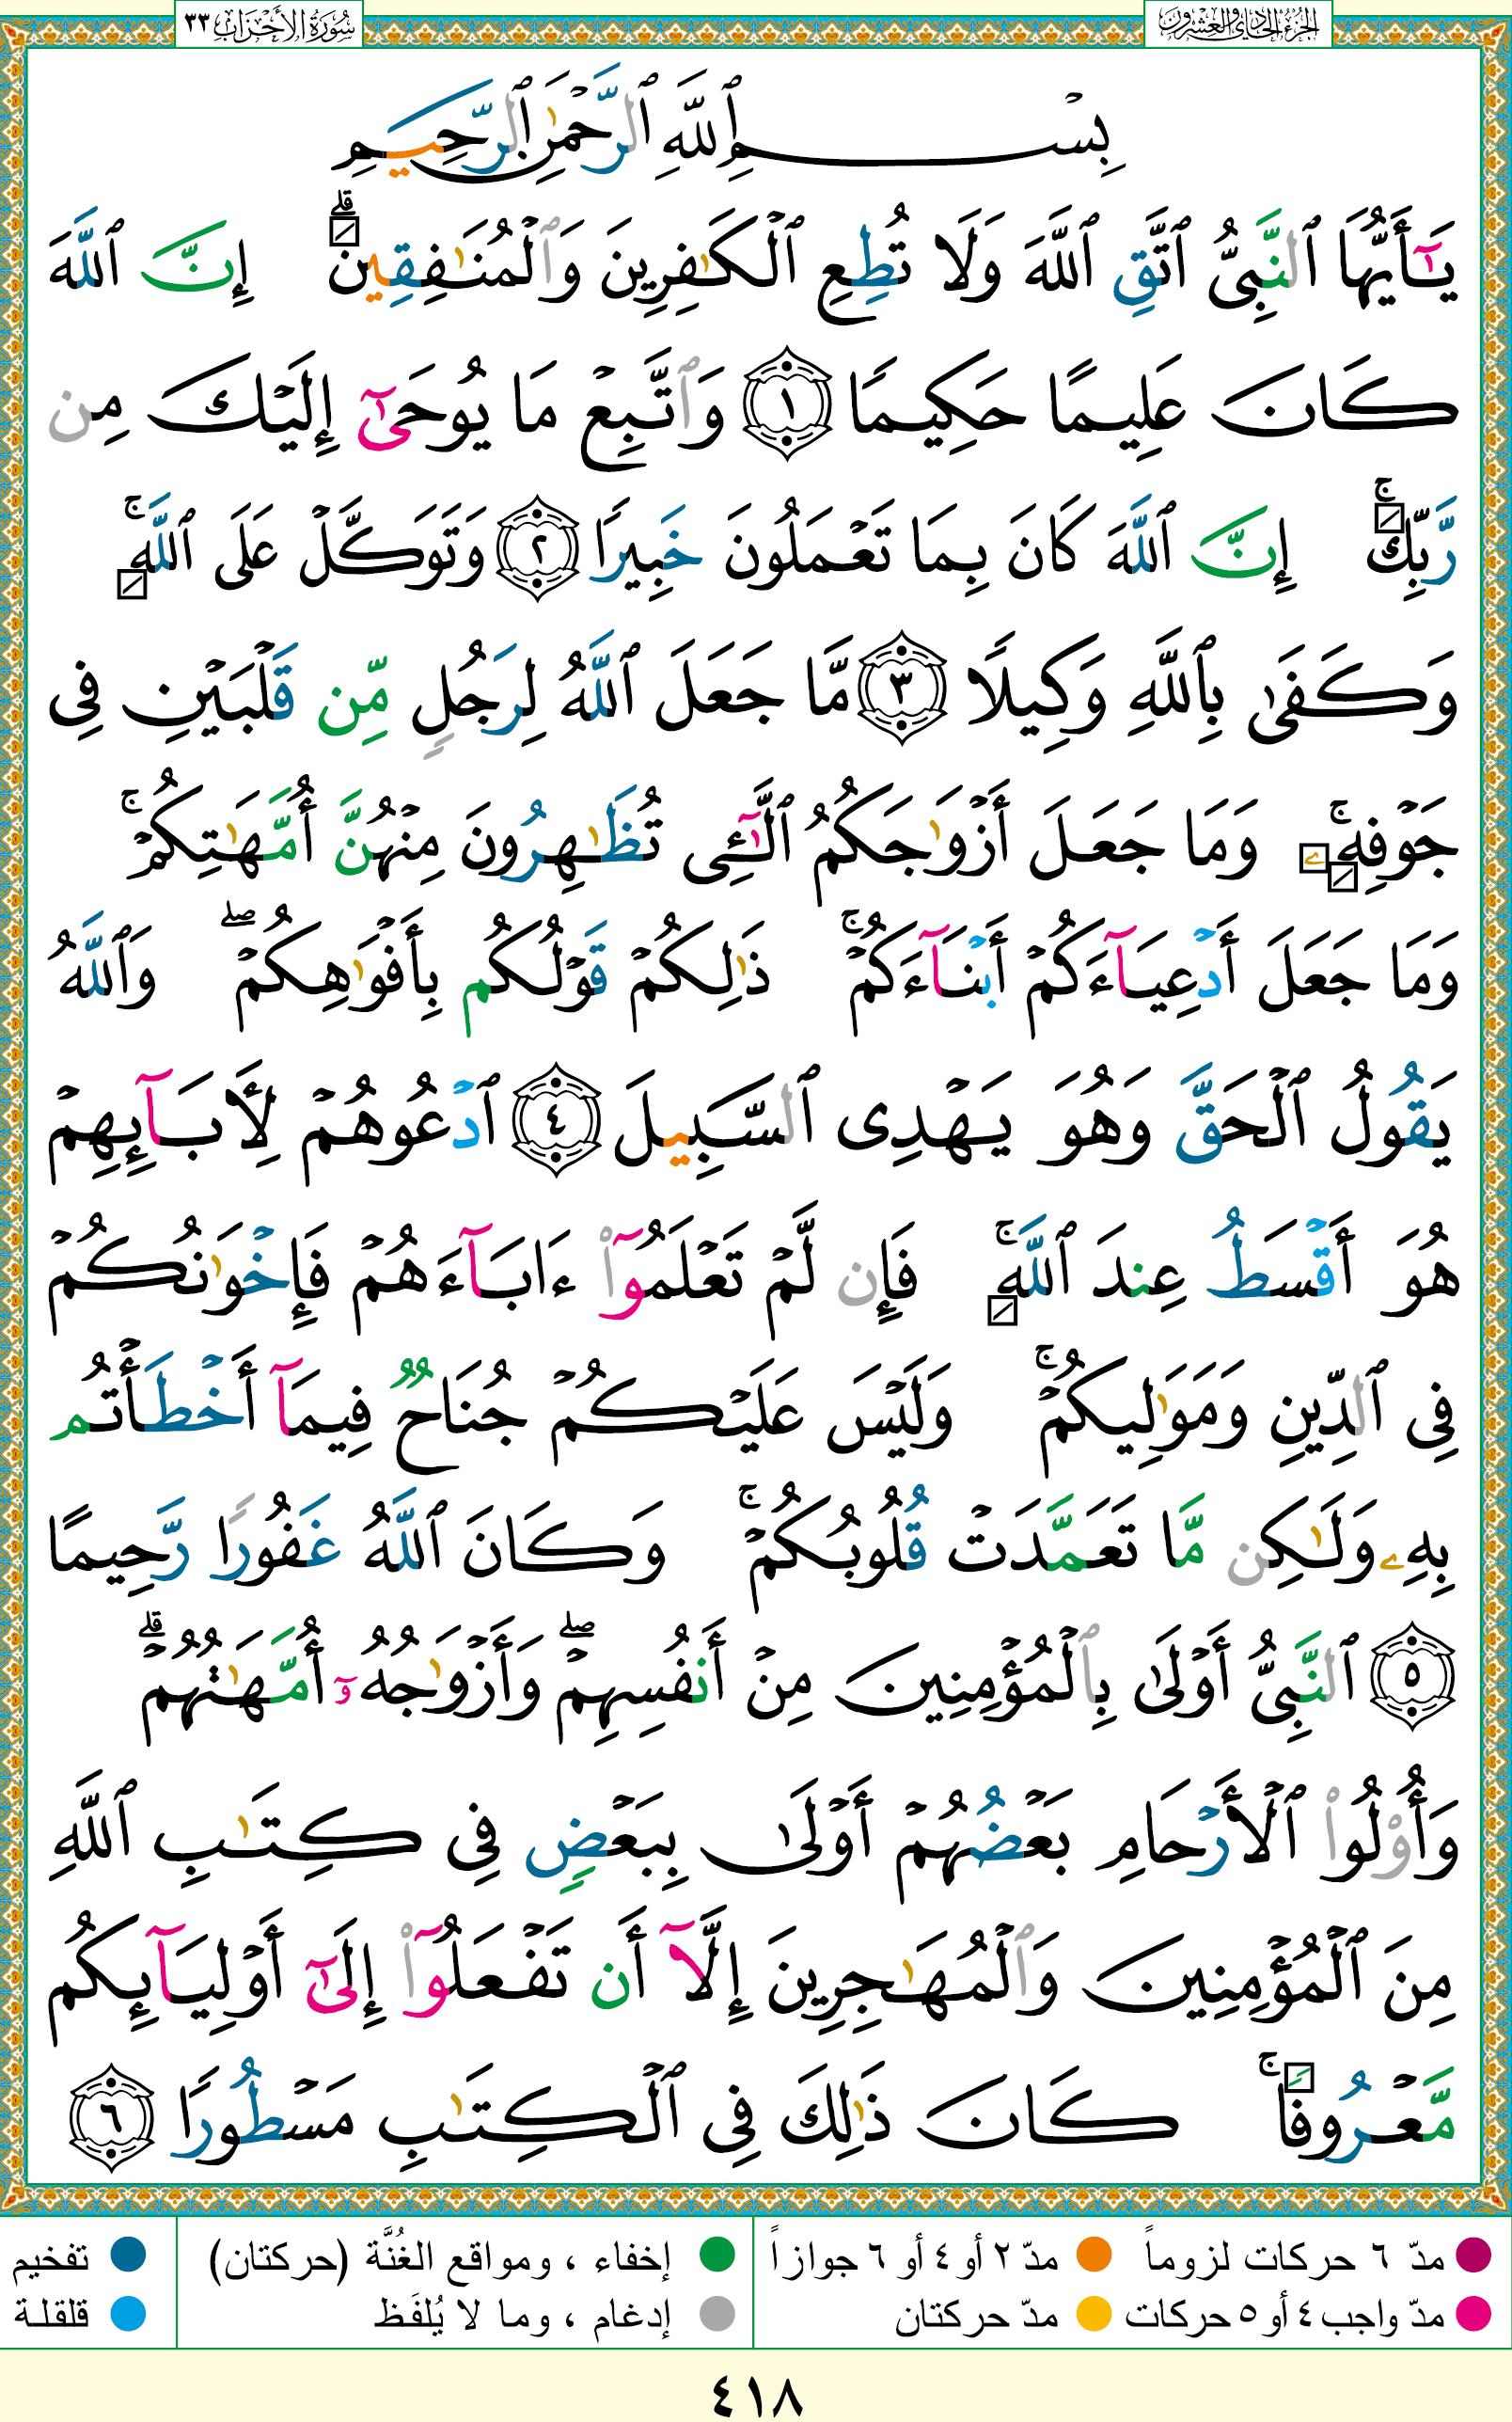 الجزء الحادي والعشرون
سورة الأحزاب ٣٣
بِسْمِ ٱللَّهِ ٱلرَّحْمَٰنِ ٱلرَّحِيمِ
يَـٰٓأَيُّهَا ٱلنَّبِىُّ ٱتَّقِ ٱللَّهَ وَلَا تُطِعِ ٱلْكَـٰفِرِينَ وَٱلْمُنَـٰفِقِينَ ۗ إِنَّ ٱللَّهَ
كَانَ عَلِيمًا حَكِيمًا ١ وَٱتَّبِعْ مَا يُوحَىٰٓ إِلَيْكَ مِن
رَّبِّكَ ۚ إِنَّ ٱللَّهَ كَانَ بِمَا تَعْمَلُونَ خَبِيرًا ٢ وَتَوَكَّلْ عَلَى ٱللَّهِ ۚ
وَكَفَىٰ بِٱللَّهِ وَكِيلًا ٣ مَّا جَعَلَ ٱللَّهُ لِرَجُلٍ مِّن قَلْبَيْنِ فِى
جَوْفِهِۦ ۚ وَمَا جَعَلَ أَزْوَٰجَكُمُ ٱلَّـٰٓـِٔى تُظَـٰهِرُونَ مِنْهُنَّ أُمَّهَـٰتِكُمْ ۚ
وَمَا جَعَلَ أَدْعِيَآءَكُمْ أَبْنَآءَكُمْ ۚ ذَٰلِكُمْ قَوْلُكُم بِأَفْوَٰهِكُمْ ۖ وَٱللَّهُ
يَقُولُ ٱلْحَقَّ وَهُوَ يَهْدِى ٱلسَّبِيلَ ٤ ٱدْعُوهُمْ لِـَٔابَآئِهِمْ
هُوَ أَقْسَطُ عِندَ ٱللَّهِ ۚ فَإِن لَّمْ تَعْلَمُوٓا۟ ءَابَآءَهُمْ فَإِخْوَٰنُكُمْ
فِى ٱلدِّينِ وَمَوَٰلِيكُمْ ۚ وَلَيْسَ عَلَيْكُمْ جُنَاحٌ فِيمَآ أَخْطَأْتُم
بِهِۦ وَلَـٰكِن مَّا تَعَمَّدَتْ قُلُوبُكُمْ ۚ وَكَانَ ٱللَّهُ غَفُورًا رَّحِيمًا
٥ ٱلنَّبِىُّ أَوْلَىٰ بِٱلْمُؤْمِنِينَ مِنْ أَنفُسِهِمْ ۖ وَأَزْوَٰجُهُۥٓ أُمَّهَـٰتُهُمْ ۗ
وَأُو۟لُوا۟ ٱلْأَرْحَامِ بَعْضُهُمْ أَوْلَىٰ بِبَعْضٍ فِى كِتَـٰبِ ٱللَّهِ
مِنَ ٱلْمُؤْمِنِينَ وَٱلْمُهَـٰجِرِينَ إِلَّآ أَن تَفْعَلُوٓا۟ إِلَىٰٓ أَوْلِيَآئِكُم
مَّعْرُوفًا ۚ كَانَ ذَٰلِكَ فِى ٱلْكِتَـٰبِ مَسْطُورًا ٦
مدّ ٦ حركات لزوماً مدّ ٢ أو ٤ أو ٦ جوازاً إخفاء ، ومواقع الغُنَّة (حركتان) تفخيم
مدّ واجب ٤ أو ٥ حركات مدّ حركتان إدغام ، وما لا يُلفَظ قلقلة
٤١٨